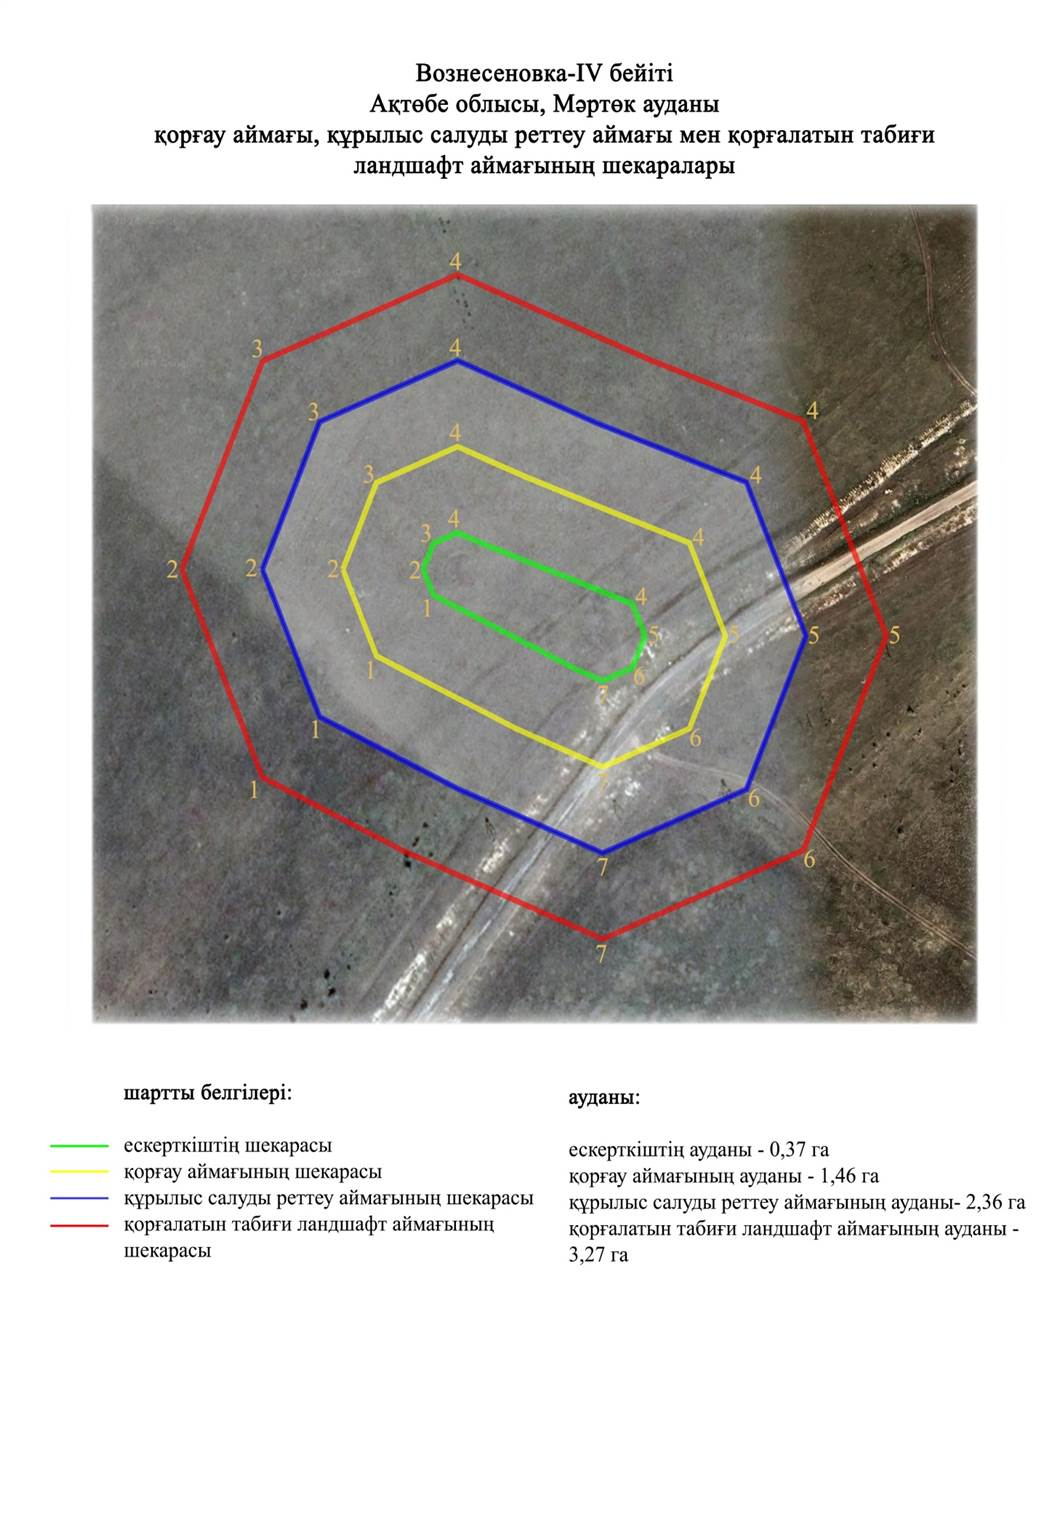 Вознесеновка-IV бейіті
Ақтөбе облысы, Мәртөк ауданы
қорғау аймағы, құрылыс салуды реттеу аймағы мен қорғалатын табиғи
ландшафт аймағының шекаралары
4
3
4
4
3
4
4
3
4
4
3
4
2
2
2
2
1
4
5
5
5
5
6
7
1
6
1
7
6
1
7
6
7
шартты белгілері:
ескерткіштің шекарасы
қорғау аймағының шекарасы
құрылыс салуды реттеу аймағының шекарасы
қорғалатын табиғи ландшафт аймағының
шекарасы
ауданы:
ескерткіштің ауданы - 0,37 га
қорғау аймағының ауданы - 1,46 га
құрылыс салуды реттеу аймағының ауданы- 2,36 га
қорғалатын табиғи ландшафт аймағының ауданы -
3,27 га